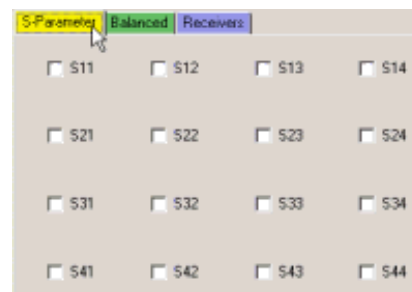 S-Parameter Balanced Receivers
S11 S12 S13 S14
S21 S22 S23 S24
S31 S32 S33 S34
S41 S42 S43 S44